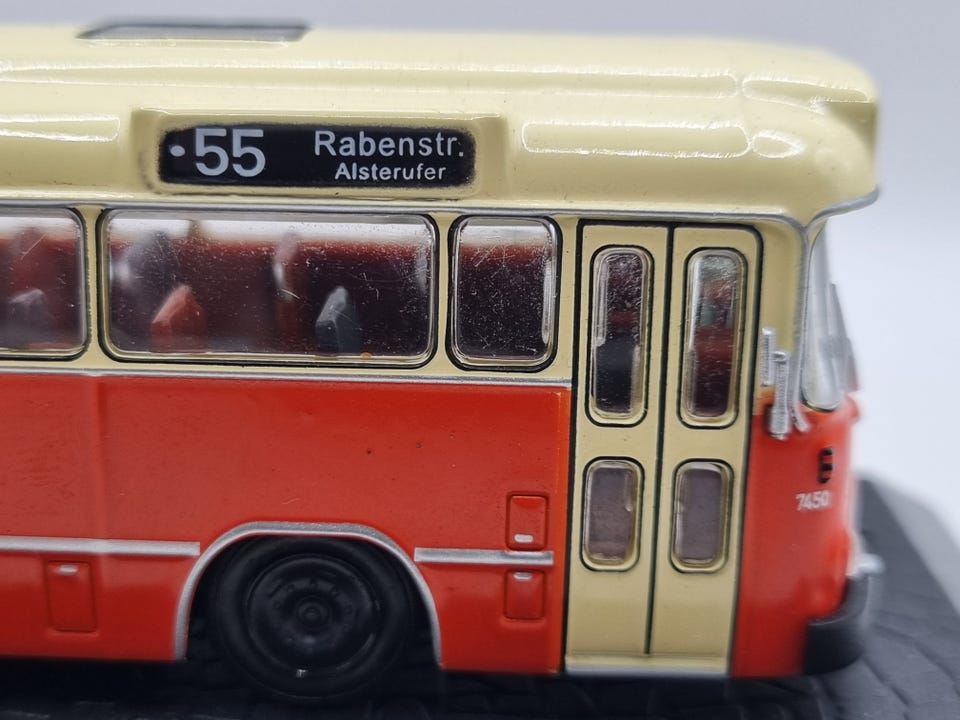 ·55 Rabenstr.
Alsterufer
7450